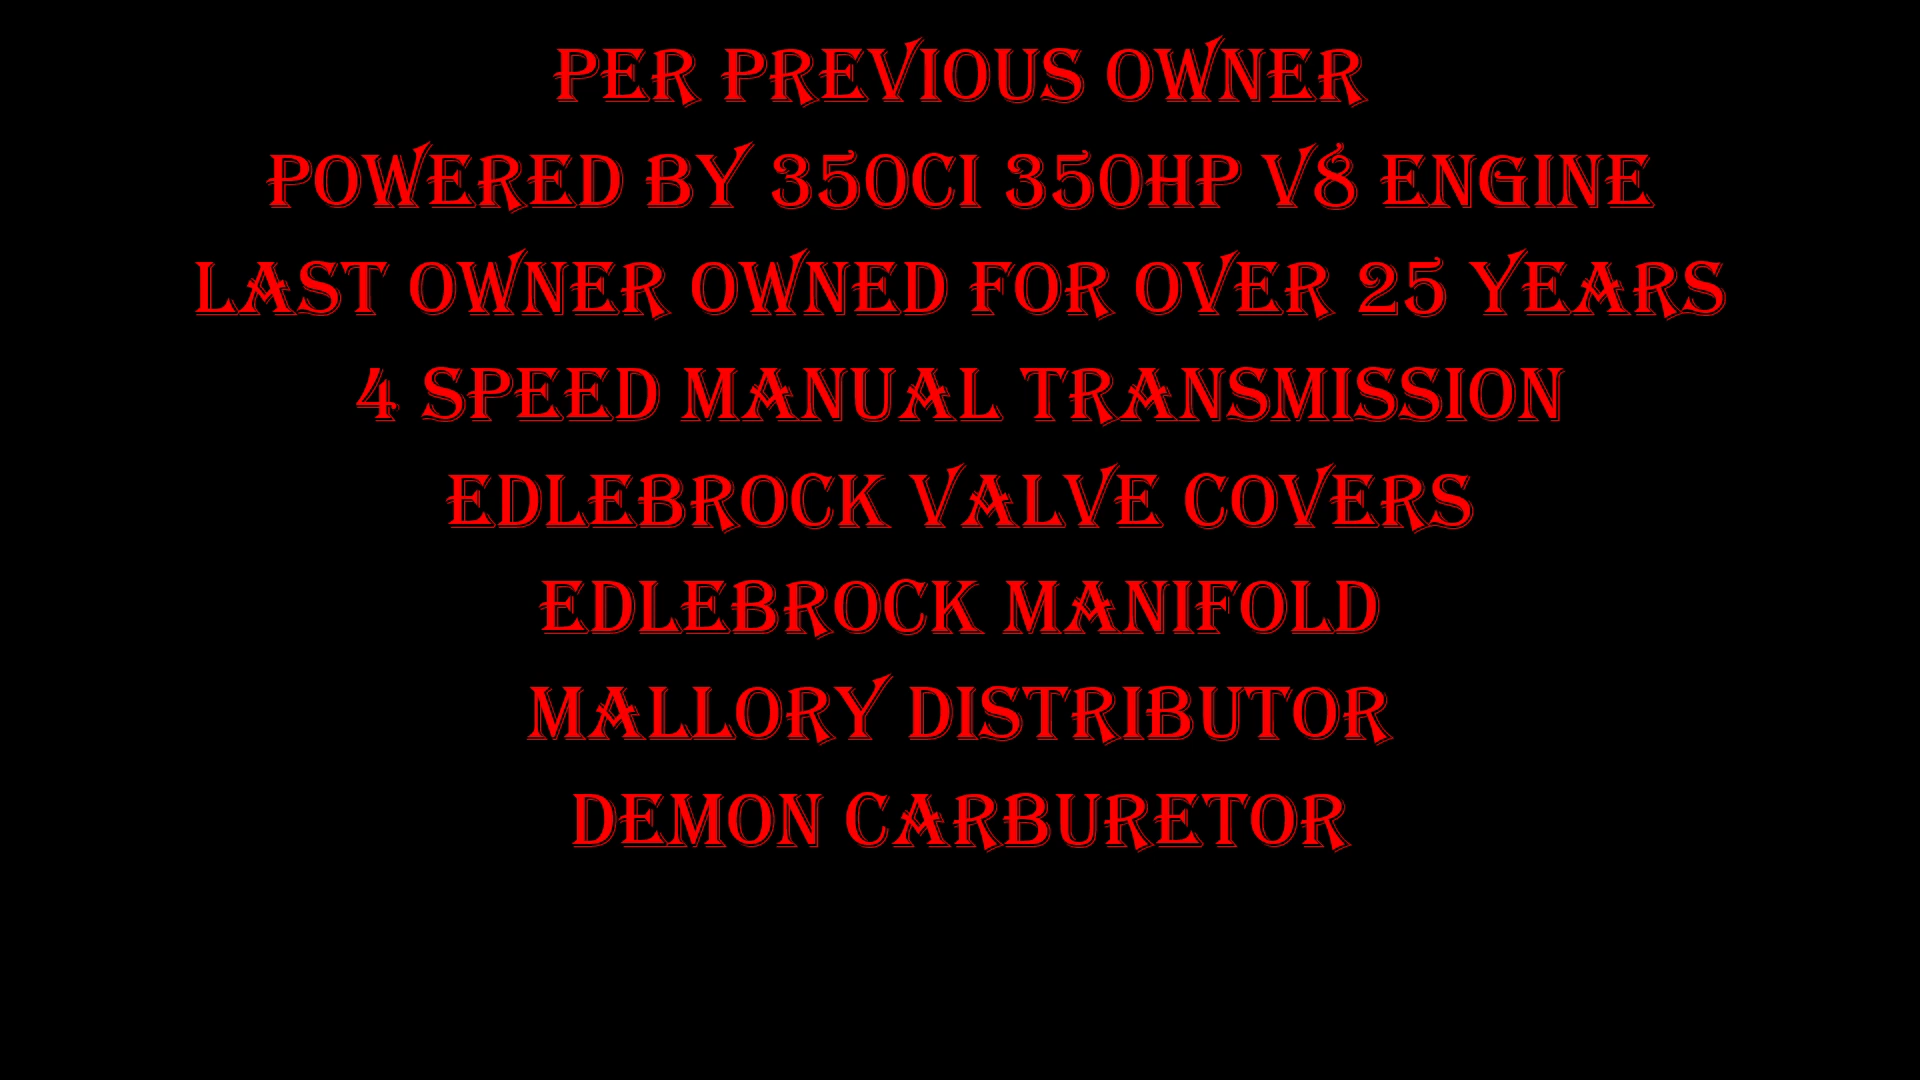 PER PREVIOUS OWNER
POWERED BY 350CI 350HP V8 ENGINE
LAST OWNER OWNED FOR OVER 25 YEARS
4 SPEED MANUAL TRANSMISSION
EDLEBROCK VALVE COVERS
EDLEBROCK MANIFOLD
MALLORY DISTRIBUTOR
DEMON CARBURETOR